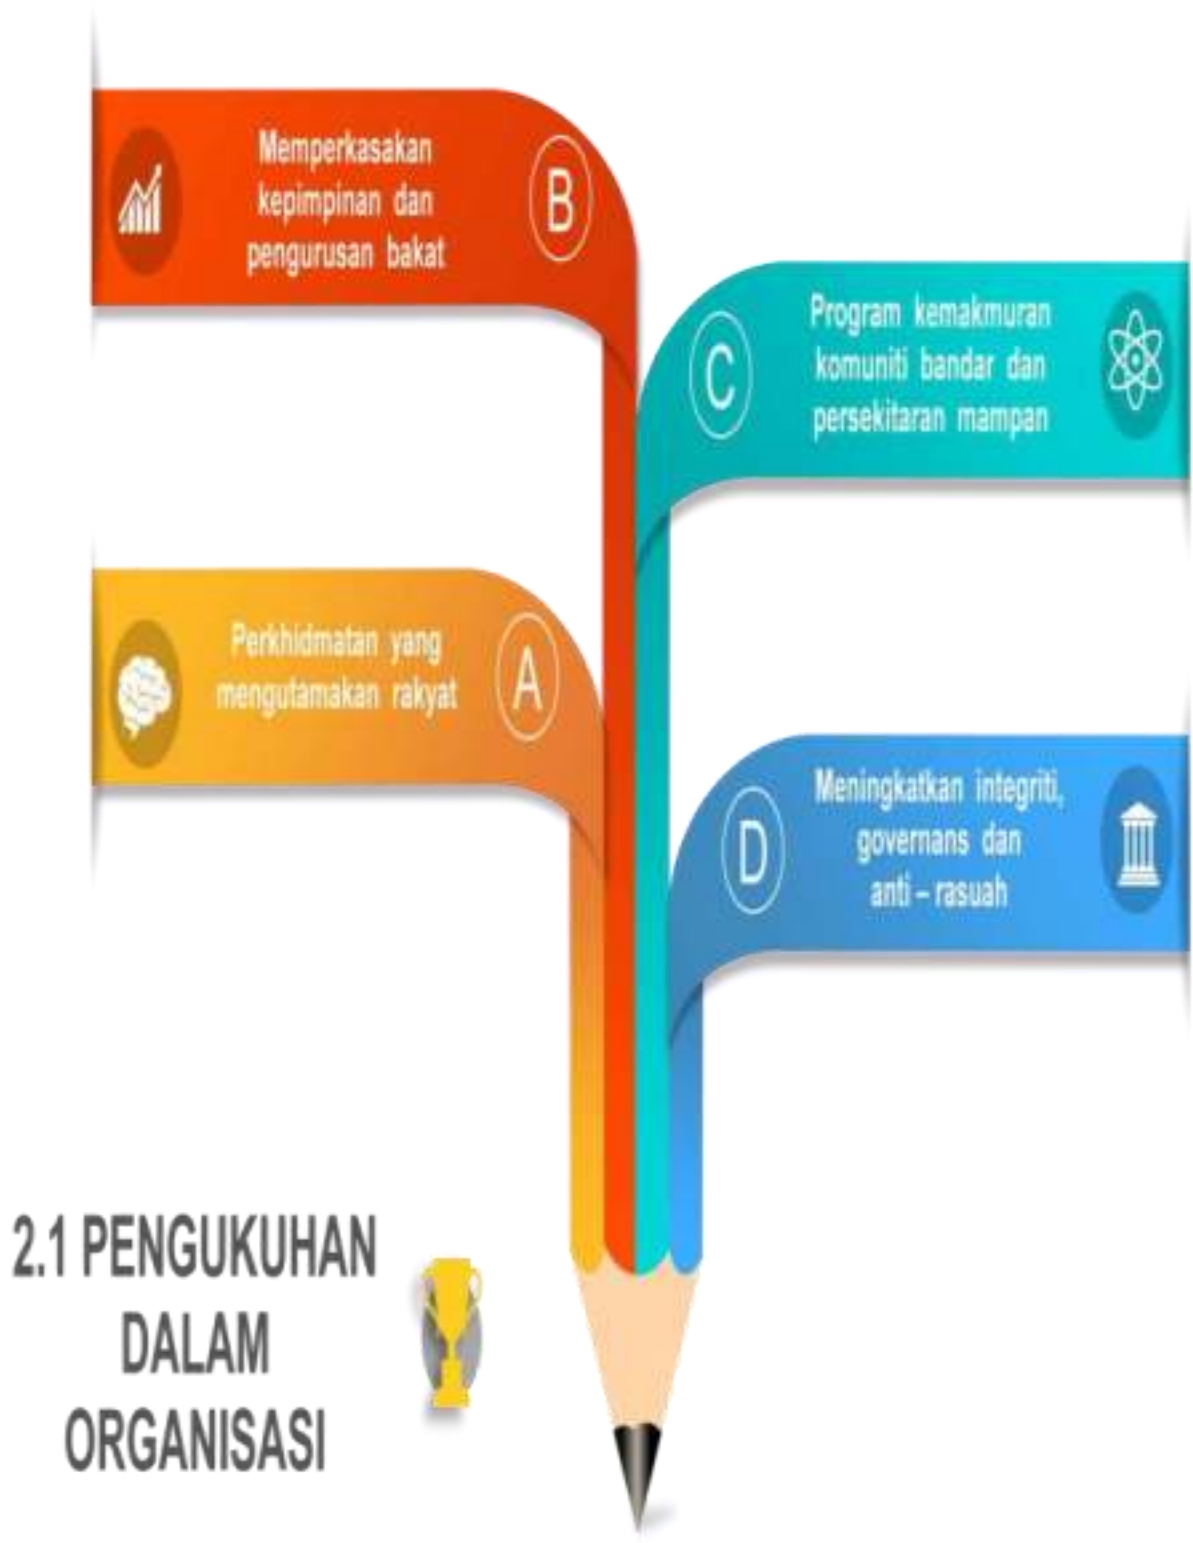 Memperkasakan
kepimpinan dan
pengurusan bakat
B
C
Program kemakmuran
komuniti bandar dan
persekitaran mampan
Perkhidmatan yang
mengutamakan rakyat
A
D
Meningkatkan integriti,
governans dan
anti – rasuah
2.1 PENGUKUHAN
DALAM
ORGANISASI